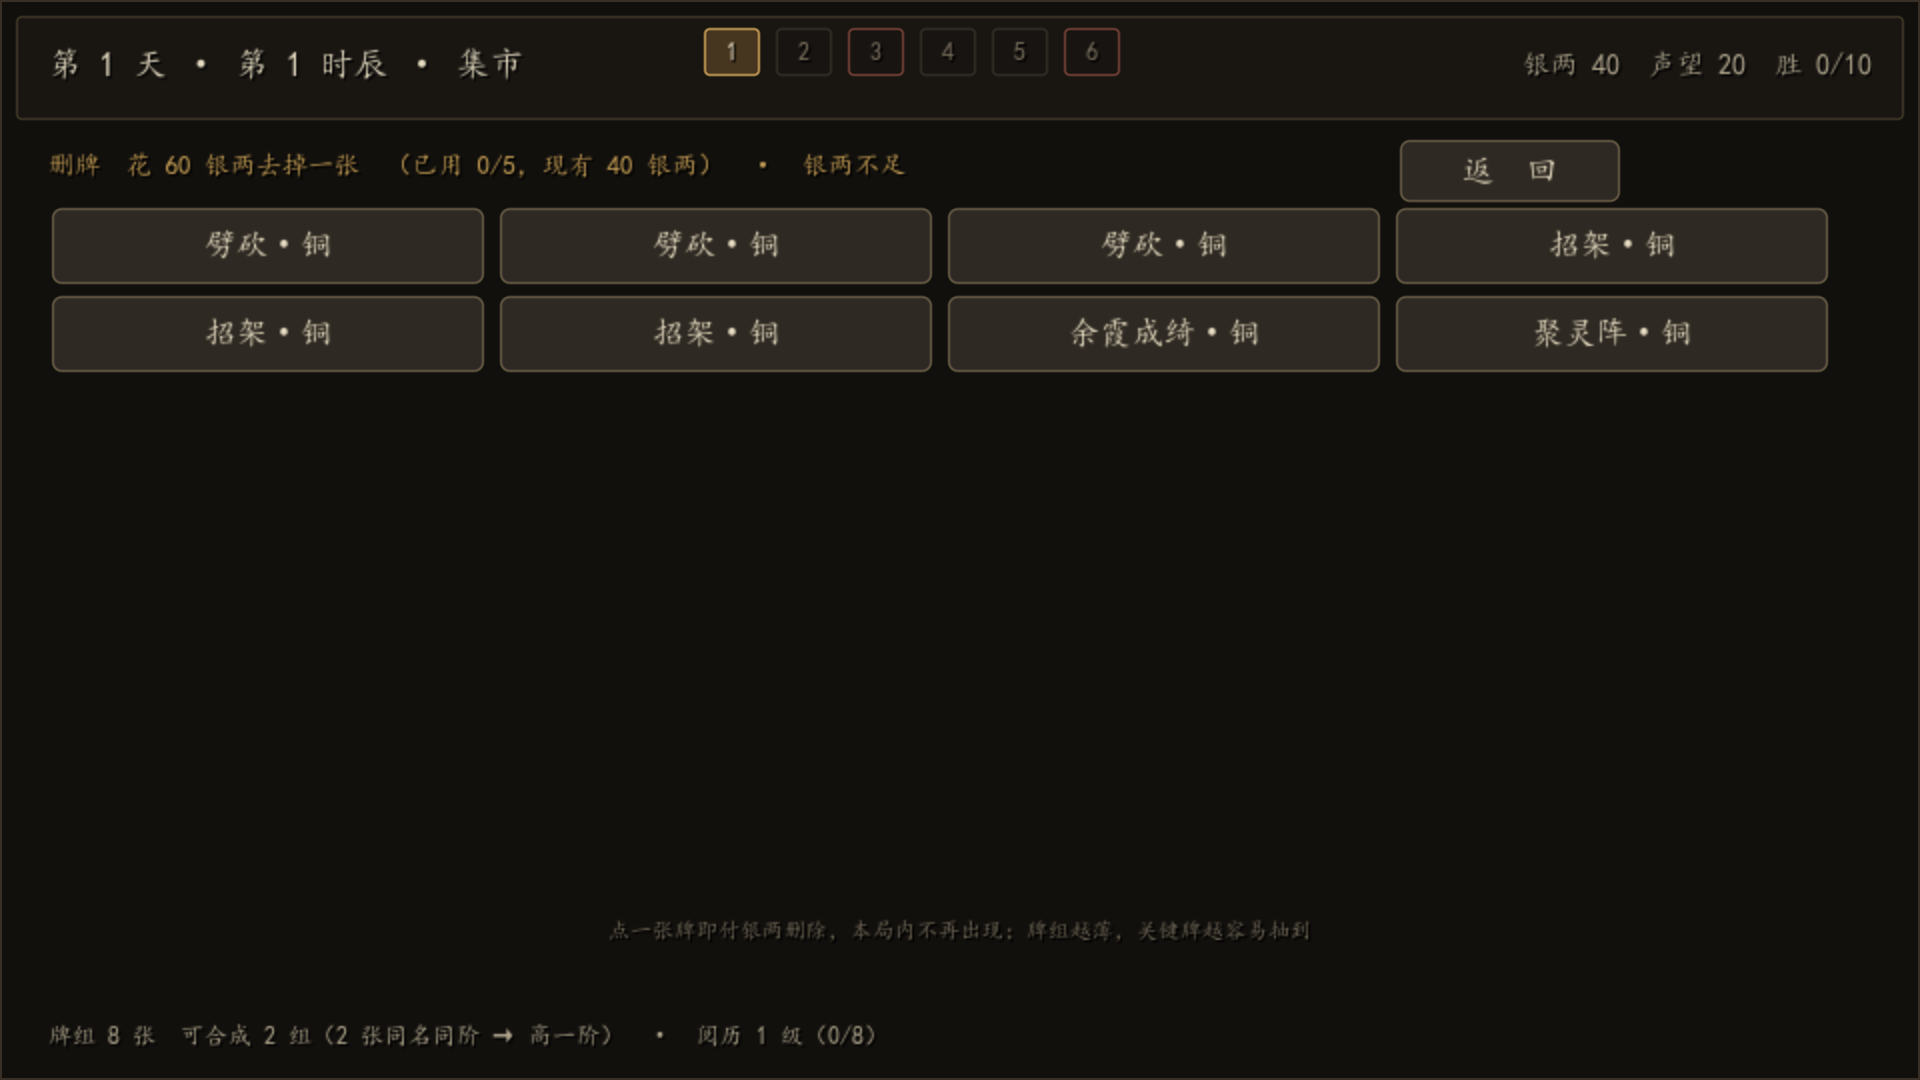 第 1 天 · 第 1 时辰 · 集市
1 2 3 4 5 6
银两 40 声望 20 胜 0/10
删牌 花 60 银两去掉一张 （已用 0/5，现有 40 银两） · 银两不足
返 回
劈砍·铜 劈砍·铜 劈砍·铜 招架·铜
招架·铜 招架·铜 余霞成绮·铜 聚灵阵·铜
点一张牌即付银两删除，本局内不再出现；牌组越薄，关键牌越容易抽到
牌组 8 张 可合成 2 组（2 张同名同阶 → 高一阶） · 阅历 1 级（0/8）